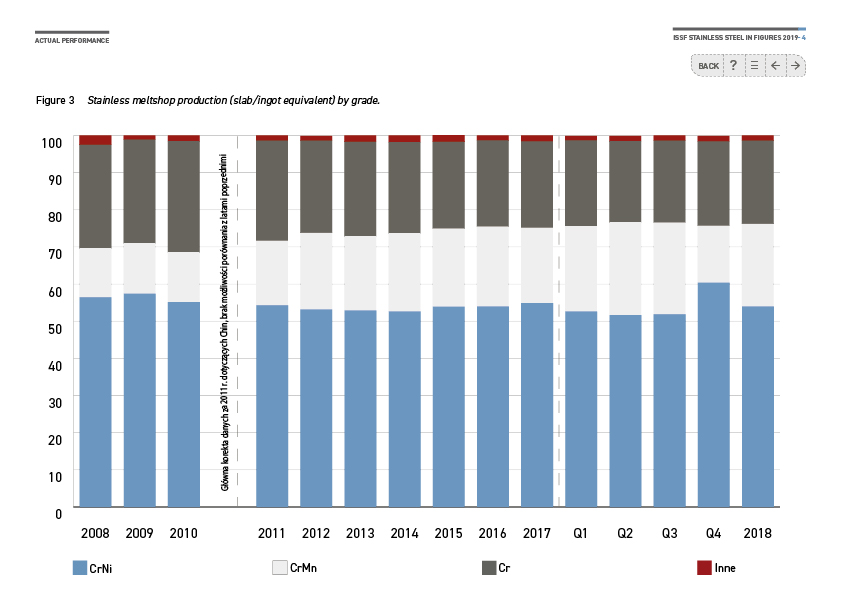 ACTUAL PERFORMANCE
ISSF STAINLESS STEEL IN FIGURES 2019- 4
BACK ? ☰ ← →
Figure 3 Stainless meltshop production (slab/ingot equivalent) by grade.
100
90
80
70
60
50
40
30
20
10
0
Główna korekta danych za 2011 r. dotyczących Chin, brak możliwości porównania z latami poprzednimi
2008 2009 2010 2011 2012 2013 2014 2015 2016 2017 Q1 Q2 Q3 Q4 2018
CrNi CrMn Cr Inne